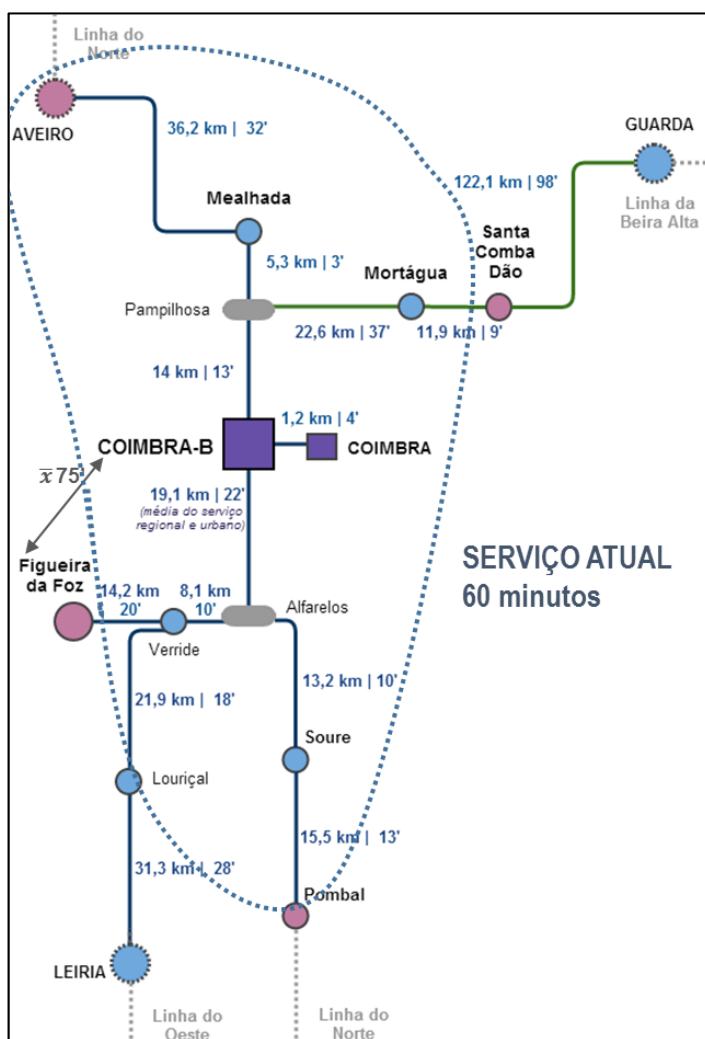 Linha do
Norte
AVEIRO
36,2 km | 32'
GUARDA
122,1 km | 98'
Linha da
Beira Alta
Mealhada
Santa
Comba
Dão
5,3 km | 3'
Mortágua
Pampilhosa
22,6 km | 37'
11,9 km | 9'
14 km | 13'
1,2 km | 4'
COIMBRA-B
COIMBRA
x̅ 75'
19,1 km | 22'
(média do serviço
regional e urbano)
Figueira
da Foz
SERVIÇO ATUAL
60 minutos
14,2 km
20'
8,1 km
10'
Alfarelos
Verride
13,2 km | 10'
21,9 km | 18'
Soure
Louriçal
15,5 km | 13'
31,3 km | 28'
Pombal
LEIRIA
Linha do
Oeste
Linha do
Norte